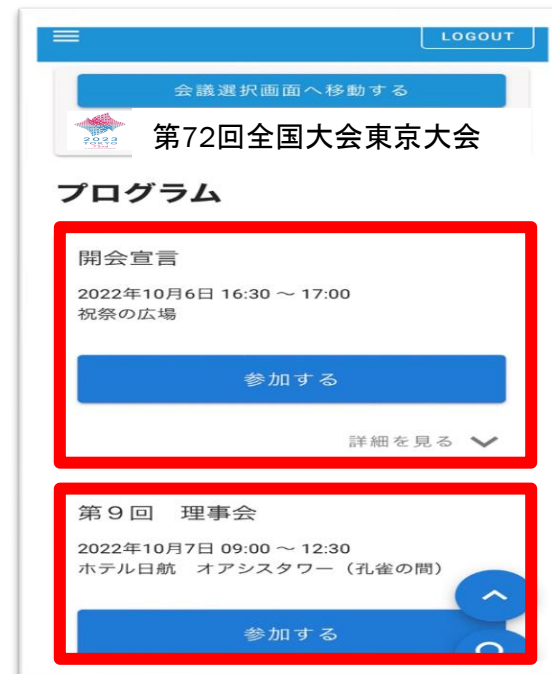 LOGOUT
会議選択画面へ移動する
2023
TOKYO
第72回全国大会東京大会
プログラム
開会宣言
2022年10月6日 16:30 ～ 17:00
祝祭の広場
参加する
詳細を見る
第９回　理事会
2022年10月7日 09:00 ～ 12:30
ホテル日航　オアシスタワー（孔雀の間）
参加する